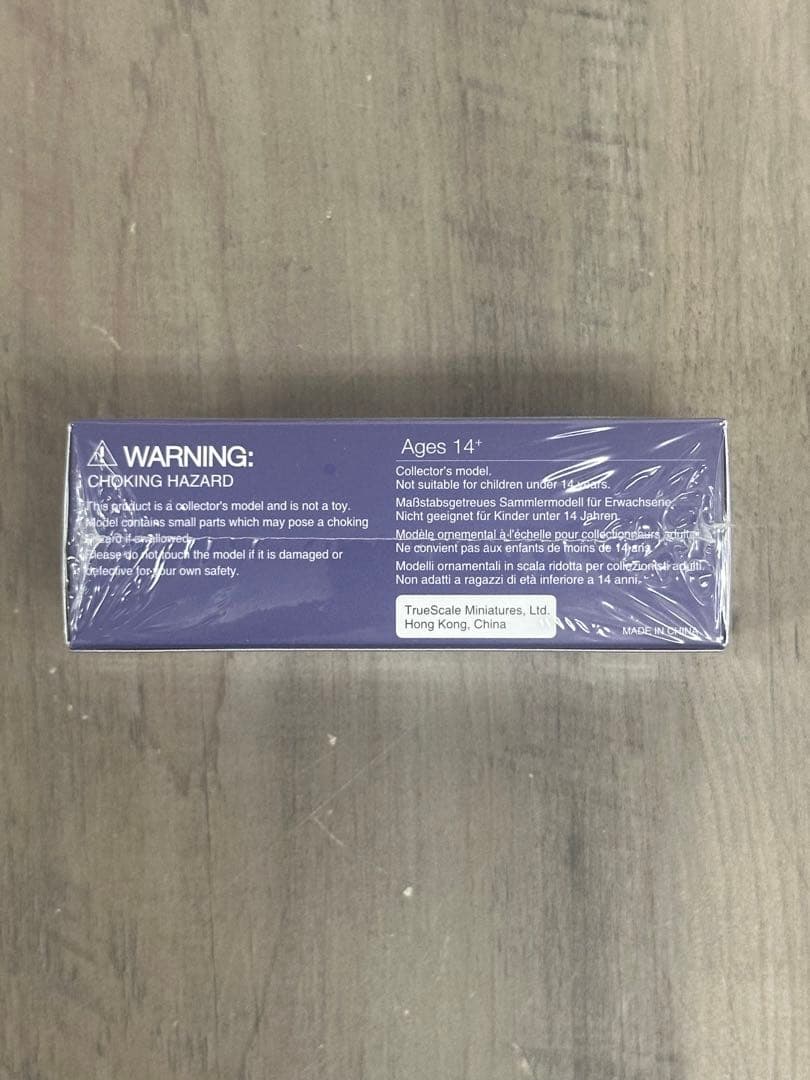 WARNING:
CHOKING HAZARD
This product is a collector's model and is not a toy.
Model contains small parts which may pose a choking
hazard if swallowed.
Please do not touch the model if it is damaged or
defective for your own safety.
Ages 14+
Collector's model.
Not suitable for children under 14 years.
Maßstabsgetreues Sammlermodell für Erwachsene.
Nicht geeignet für Kinder unter 14 Jahren.
Modèle ornemental à l'échelle pour collectionneurs adultes.
Ne convient pas aux enfants de moins de 14 ans.
Modelli ornamentali in scala ridotta per collezionisti adulti.
Non adatti a ragazzi di età inferiore a 14 anni.
TrueScale Miniatures, Ltd.
Hong Kong, China
MADE IN CHINA